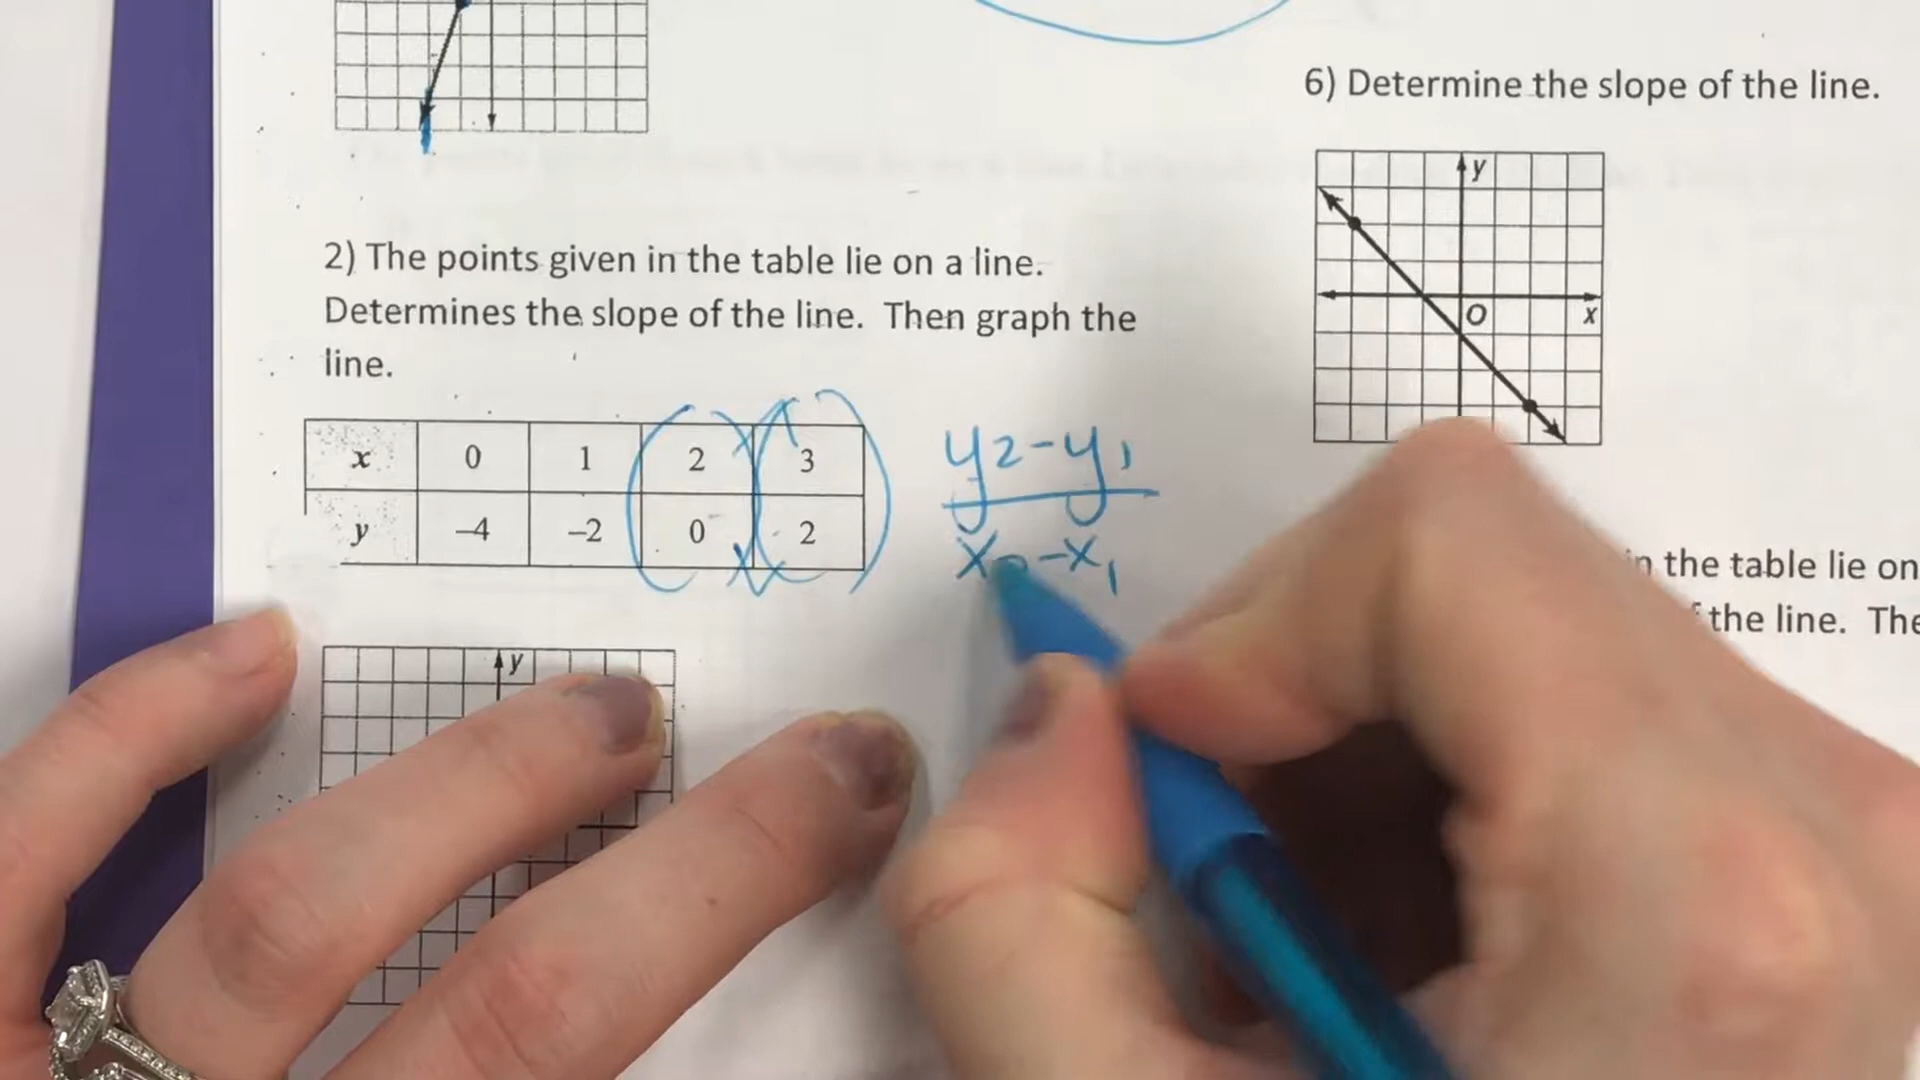 6) Determine the slope of the line.
y
O
x
2) The points given in the table lie on a line.
Determines the slope of the line. Then graph the
line.
x 0 1 2 3
y –4 –2 0 2
y2-y1
x2-x1
in the table lie on
the line. The
y